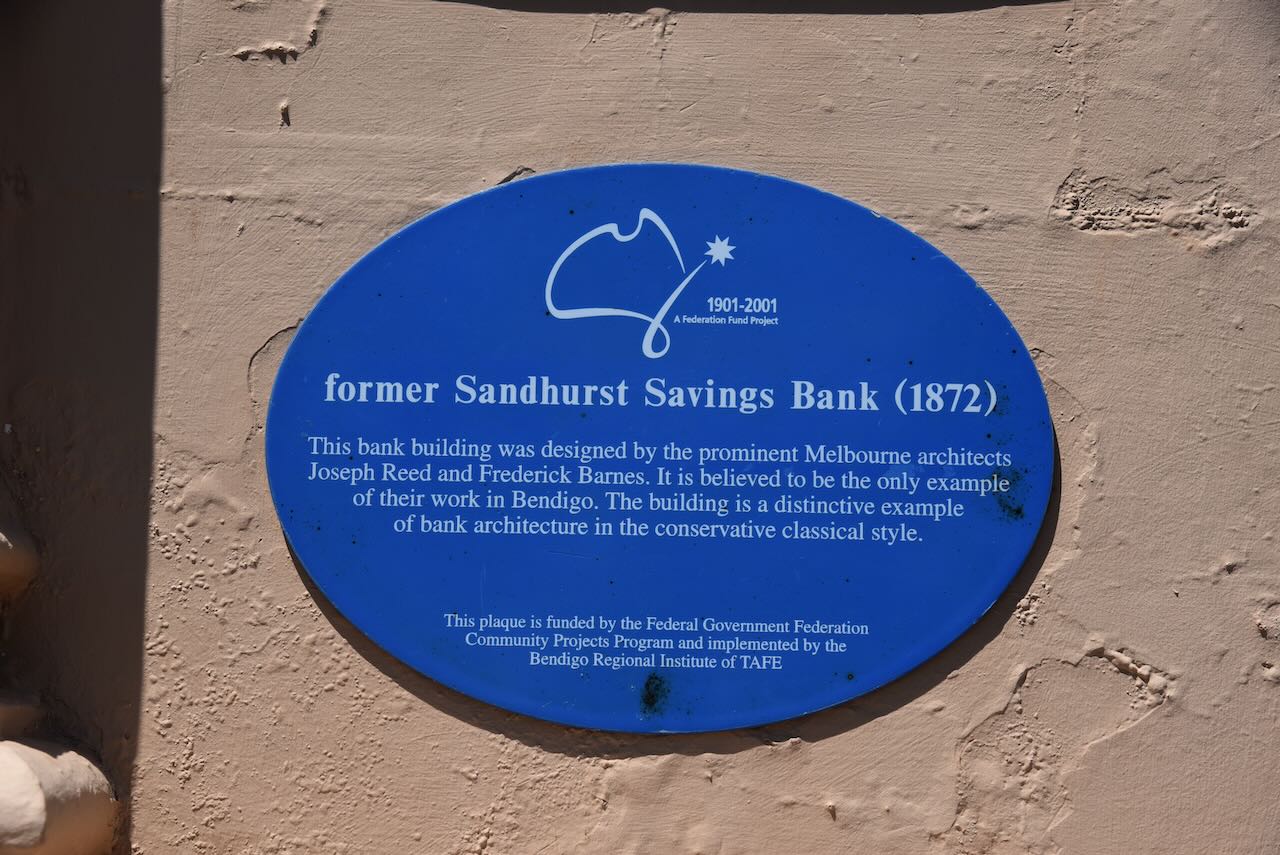 1901-2001
A Federation Fund Project
former Sandhurst Savings Bank (1872)
This bank building was designed by the prominent Melbourne architects
Joseph Reed and Frederick Barnes. It is believed to be the only example
of their work in Bendigo. The building is a distinctive example
of bank architecture in the conservative classical style.
This plaque is funded by the Federal Government Federation
Community Projects Program and implemented by the
Bendigo Regional Institute of TAFE